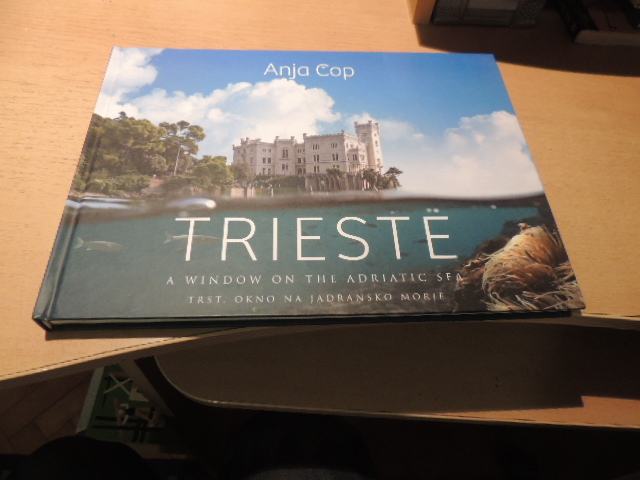 Anja Cop
TRIESTE
A WINDOW ON THE ADRIATIC SEA
TRST, OKNO NA JADRANSKO MORJE